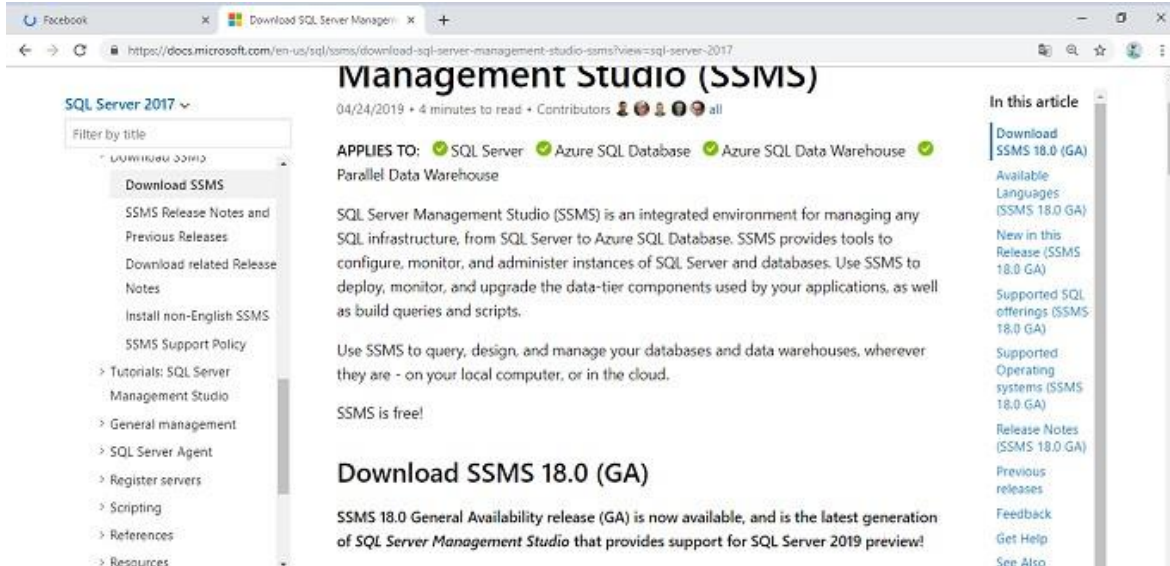 Facebook
Download SQL Server Managem
https://docs.microsoft.com/en-us/sql/ssms/download-sql-server-management-studio-ssms?view=sql-server-2017
SQL Server 2017
Filter by title
Download SSMS
Download SSMS
SSMS Release Notes and
Previous Releases
Download related Release
Notes
Install non-English SSMS
SSMS Support Policy
Tutorials: SQL Server
Management Studio
General management
SQL Server Agent
Register servers
Scripting
References
Resources
Management Studio (SSMS)
04/24/2019 • 4 minutes to read • Contributors all
APPLIES TO: SQL Server Azure SQL Database Azure SQL Data Warehouse
Parallel Data Warehouse
SQL Server Management Studio (SSMS) is an integrated environment for managing any
SQL infrastructure, from SQL Server to Azure SQL Database. SSMS provides tools to
configure, monitor, and administer instances of SQL Server and databases. Use SSMS to
deploy, monitor, and upgrade the data-tier components used by your applications, as well
as build queries and scripts.
Use SSMS to query, design, and manage your databases and data warehouses, wherever
they are - on your local computer, or in the cloud.
SSMS is free!
Download SSMS 18.0 (GA)
SSMS 18.0 General Availability release (GA) is now available, and is the latest generation
of SQL Server Management Studio that provides support for SQL Server 2019 preview!
In this article
Download
SSMS 18.0 (GA)
Available
Languages
(SSMS 18.0 GA)
New in this
Release (SSMS
18.0 GA)
Supported SQL
offerings (SSMS
18.0 GA)
Supported
Operating
systems (SSMS
18.0 GA)
Release Notes
(SSMS 18.0 GA)
Previous
releases
Feedback
Get Help
See Also